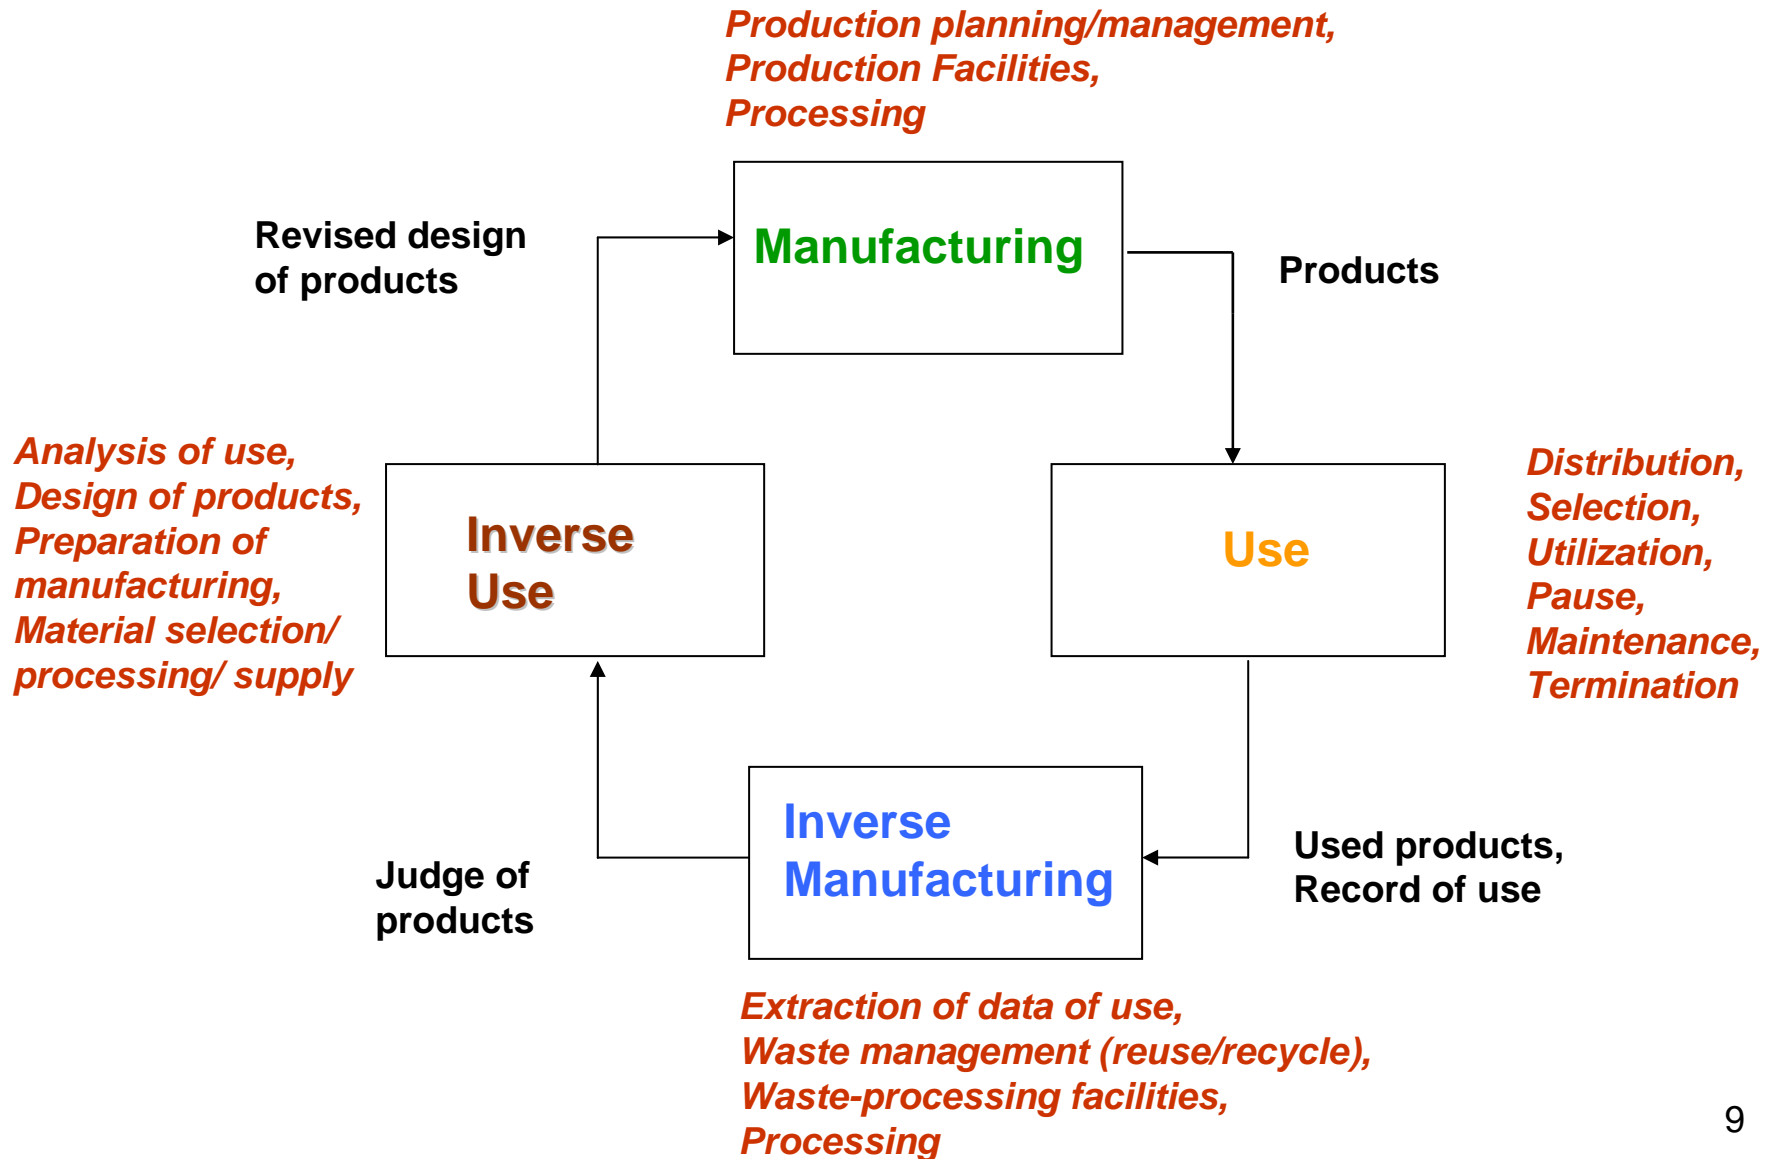 Production planning/management,
Production Facilities,
Processing
Manufacturing
Revised design
of products
Products
Analysis of use,
Design of products,
Preparation of
manufacturing,
Material selection/
processing/ supply
Inverse
Use
Use
Distribution,
Selection,
Utilization,
Pause,
Maintenance,
Termination
Inverse
Manufacturing
Judge of
products
Used products,
Record of use
Extraction of data of use,
Waste management (reuse/recycle),
Waste-processing facilities,
Processing
9